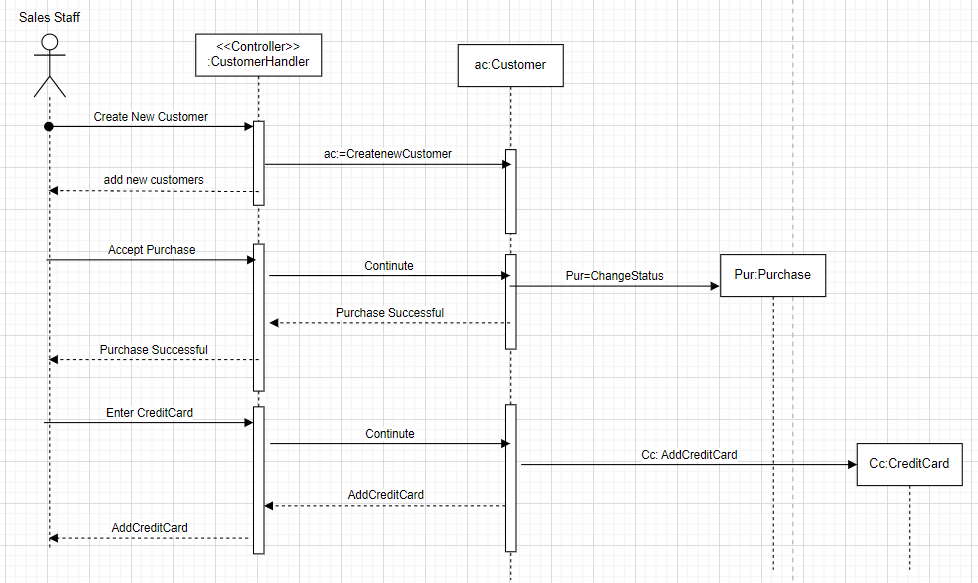 Sales Staff
<<Controller>>
:CustomerHandler
ac:Customer
Create New Customer
ac:=CreatenewCustomer
add new customers
Accept Purchase
Continute
Pur=ChangeStatus
Pur:Purchase
Purchase Successful
Purchase Successful
Enter CreditCard
Continute
Cc: AddCreditCard
Cc:CreditCard
AddCreditCard
AddCreditCard